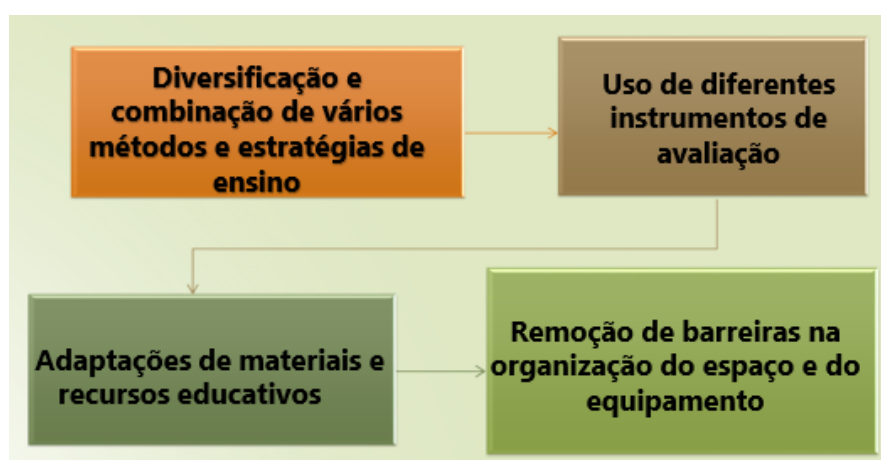 Diversificação e
combinação de vários
métodos e estratégias de
ensino
Uso de diferentes
instrumentos de
avaliação
Adaptações de materiais e
recursos educativos
Remoção de barreiras na
organização do espaço e do
equipamento